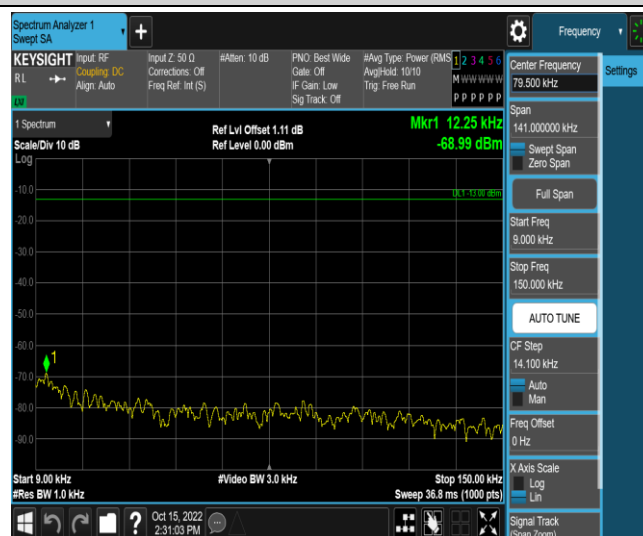 Spectrum Analyzer 1
Swept SA
Frequency
KEYSIGHT
RL
Input: RF
Coupling: DC
Align: Auto
Input Z: 50 Ω
Corrections: Off
Freq Ref: Int (S)
#Atten: 10 dB
PNO: Best Wide
Gate: Off
IF Gain: Low
Sig Track: Off
#Avg Type: Power (RMS
Avg|Hold: 10/10
Trig: Free Run
1 2 3 4 5 6
M W W W W W
P P P P P P
Settings
1 Spectrum
Scale/Div 10 dB
Log
Ref Lvl Offset 1.11 dB
Ref Level 0.00 dBm
Mkr1 12.25 kHz
-68.99 dBm
DL1 -13.00 dBm
-10.0
-20.0
-30.0
-40.0
-50.0
-60.0
-70.0
-80.0
-90.0
1
Start 9.00 kHz
#Res BW 1.0 kHz
#Video BW 3.0 kHz
Stop 150.00 kHz
Sweep 36.8 ms (1000 pts)
Oct 15, 2022
2:31:03 PM
Center Frequency
79.500 kHz
Span
141.000000 kHz
Swept Span
Zero Span
Full Span
Start Freq
9.000 kHz
Stop Freq
150.000 kHz
AUTO TUNE
CF Step
14.100 kHz
Auto
Man
Freq Offset
0 Hz
X Axis Scale
Log
Lin
Signal Track
(Span Zoom)